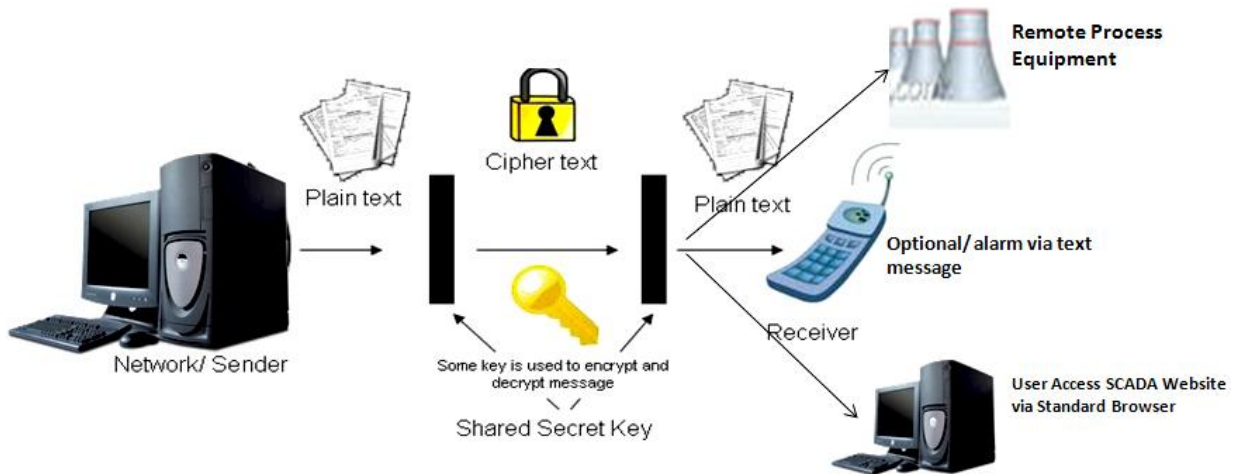 Remote Process
Equipment
Cipher text
Plain text
Plain text
Optional/ alarm via text
message
Receiver
Network/ Sender
Some key is used to encrypt and
decrypt message
Shared Secret Key
User Access SCADA Website
via Standard Browser
.com